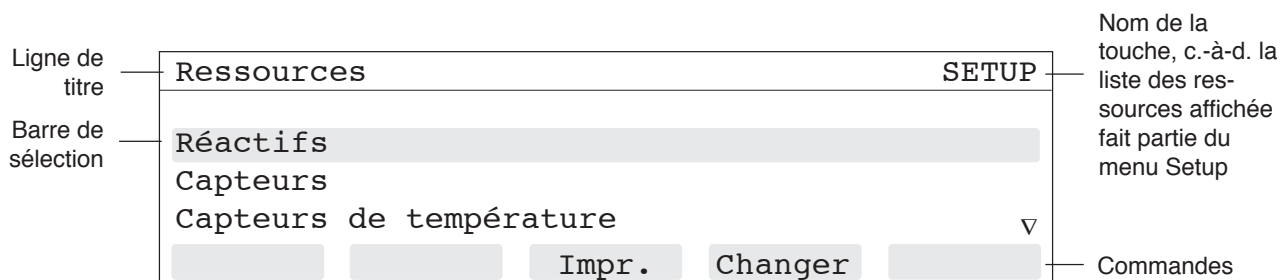 Ligne de
titre
Barre de
sélection
Ressources SETUP
Réactifs
Capteurs
Capteurs de température
Impr. Changer
Nom de la
touche, c.-à-d. la
liste des res-
sources affichée
fait partie du
menu Setup
Commandes